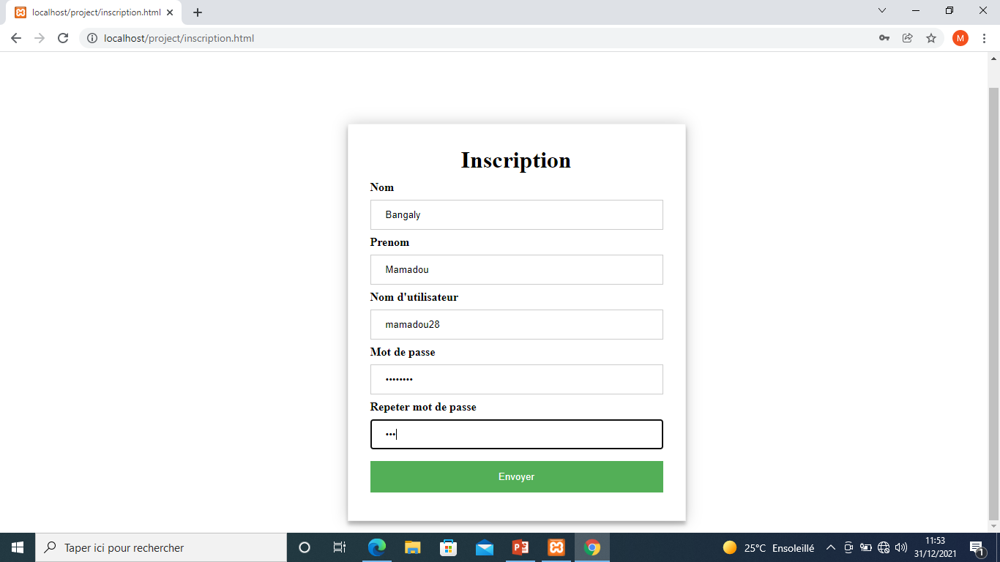 localhost/project/inscription.html
localhost/project/inscription.html
M
Inscription
Nom
Bangaly
Prenom
Mamadou
Nom d'utilisateur
mamadou28
Mot de passe
••••••••
Repeter mot de passe
•••
Envoyer
Taper ici pour rechercher
25°C Ensoleillé
11:53
31/12/2021
1